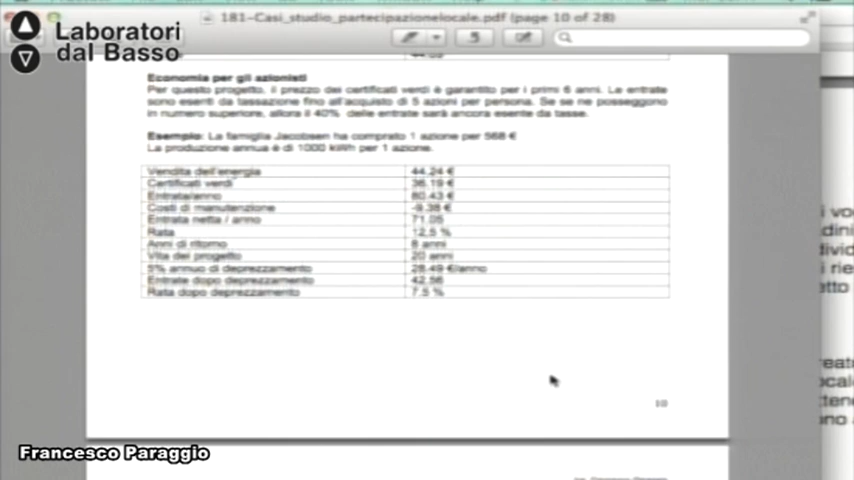 181-Casi_studio_partecipazionelocale.pdf (page 10 of 28)
Laboratori
dal Basso
Economia per gli azionisti
Per questo progetto, il prezzo dei certificati verdi è garantito per i primi 6 anni. Le entrate
sono esenti da tassazione fino all'acquisto di 5 azioni per persona. Se se ne posseggono
in numero superiore, allora il 40% delle entrate sarà ancora esente da tasse.
Esempio: La famiglia Jacobsen ha comprato 1 azione per 568 €
La produzione annua è di 1000 kWh per 1 azione.
Vendita dell'energia 44.24 €
Certificati verdi 36.19 €
Entrata/anno 80.43 €
Costi di manutenzione -9.38 €
Entrata netta / anno 71.05
Rata 12,5 %
Anni di ritorno 8 anni
Vita del progetto 20 anni
5% annuo di deprezzamento 28.49 €/anno
Entrate dopo deprezzamento 42.56
Rata dopo deprezzamento 7.5 %
10
Francesco Paraggio